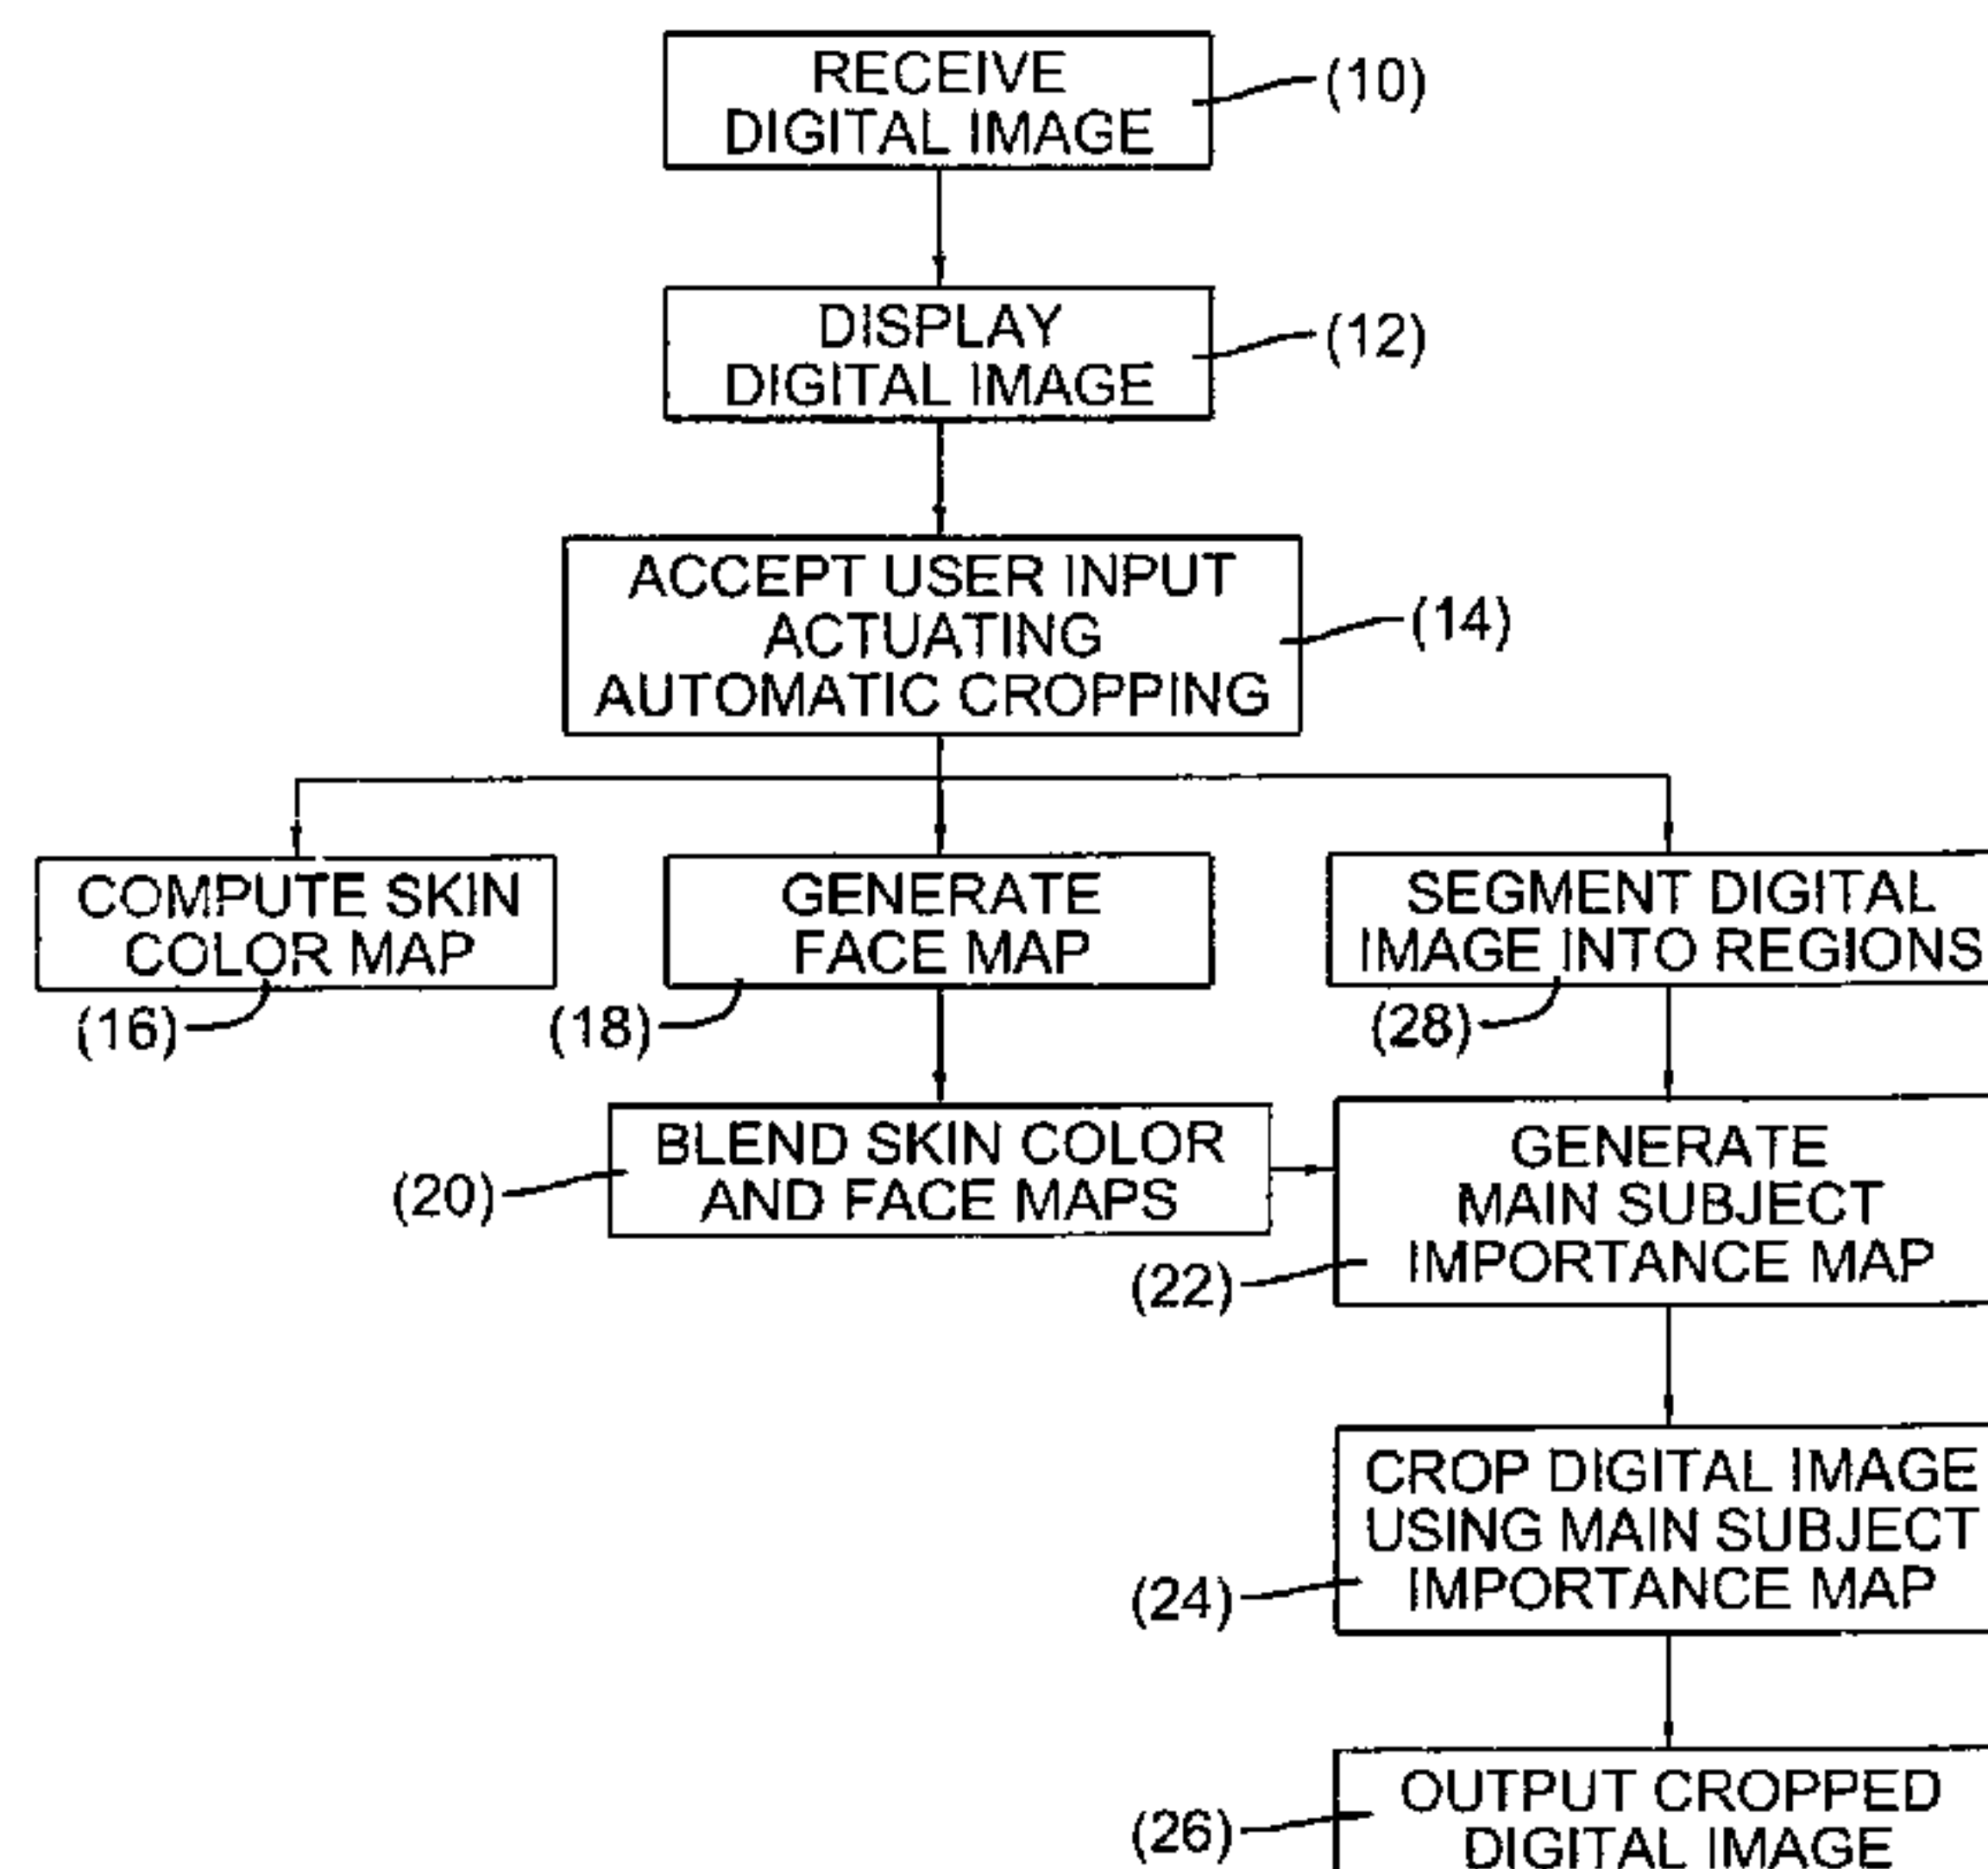 RECEIVE
DIGITAL IMAGE
(10)
DISPLAY
DIGITAL IMAGE
(12)
ACCEPT USER INPUT
ACTUATING
AUTOMATIC CROPPING
(14)
COMPUTE SKIN
COLOR MAP
(16)
GENERATE
FACE MAP
(18)
SEGMENT DIGITAL
IMAGE INTO REGIONS
(28)
BLEND SKIN COLOR
AND FACE MAPS
(20)
GENERATE
MAIN SUBJECT
IMPORTANCE MAP
(22)
CROP DIGITAL IMAGE
USING MAIN SUBJECT
IMPORTANCE MAP
(24)
OUTPUT CROPPED
DIGITAL IMAGE
(26)